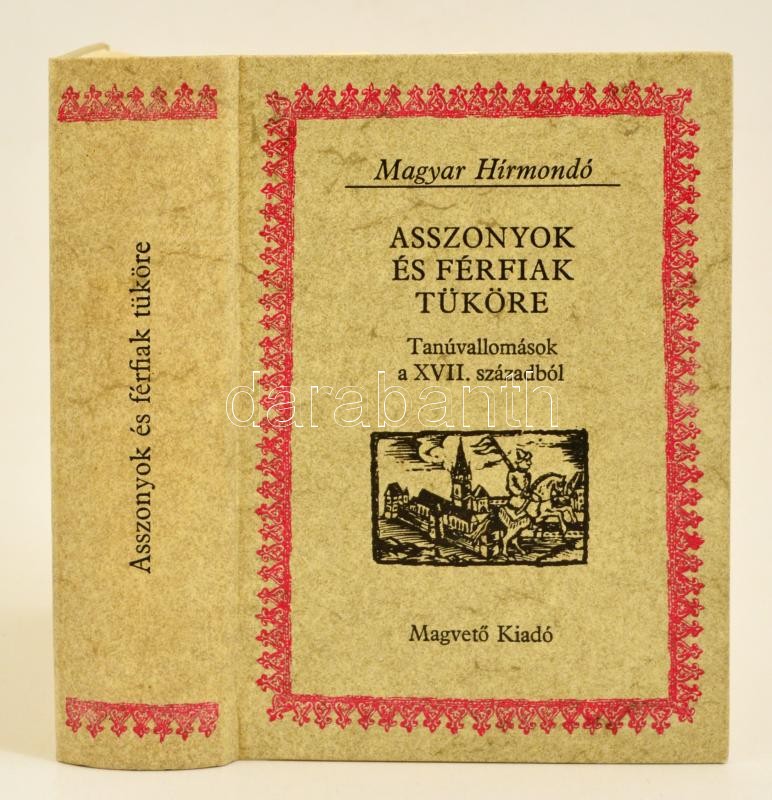 Asszonyok és férfiak tüköre
Magyar Hírmondó
ASSZONYOK
ÉS FÉRFIAK
TÜKÖRE
Tanúvallomások
a XVII. századból
darabanth
Magvető Kiadó